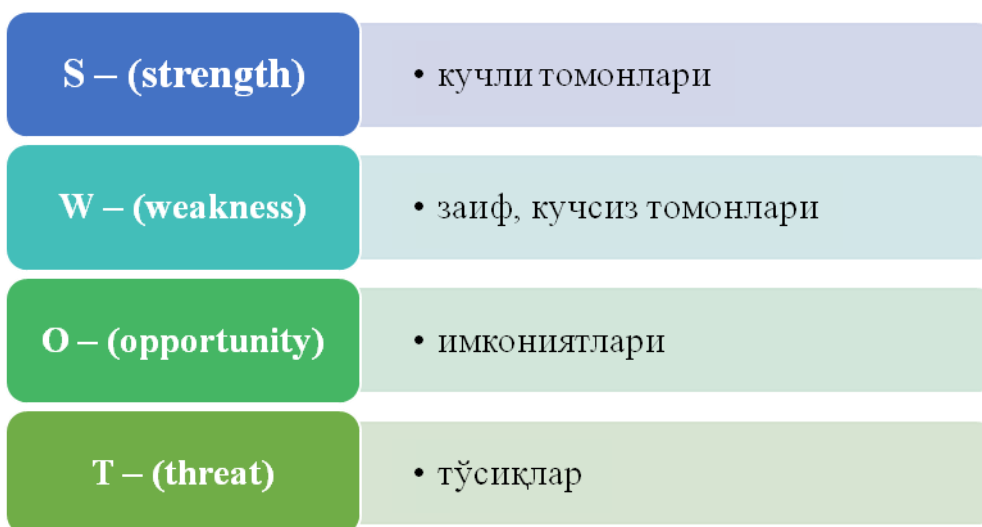 S – (strength)
• кучли томонлари
W – (weakness)
• заиф, кучсиз томонлари
O – (opportunity)
• имкониятлари
T – (threat)
• тўсиқлар